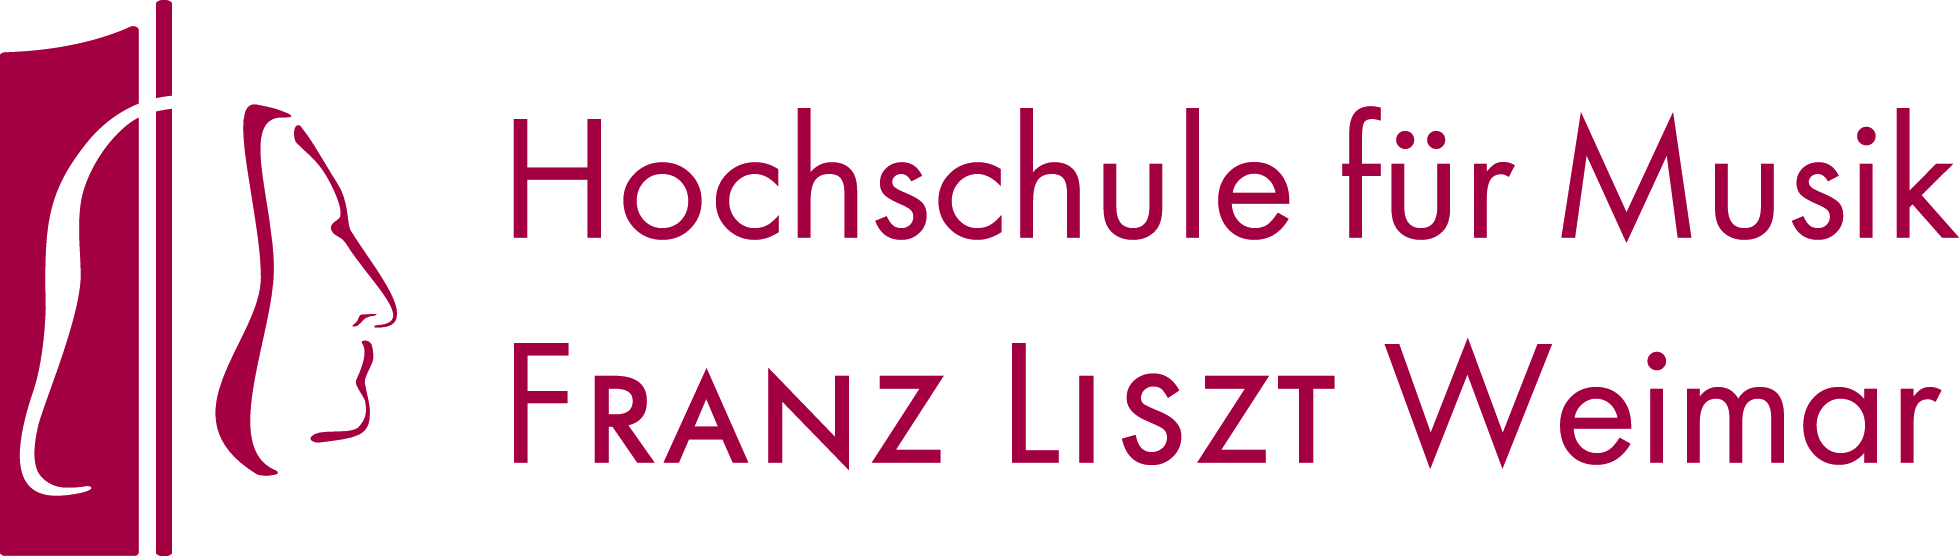 Hochschule für Musik
FRANZ LISZT Weimar